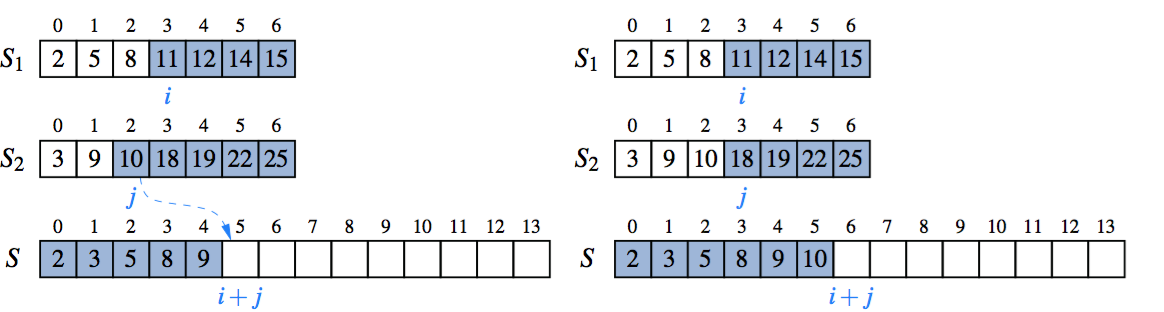 0 1 2 3 4 5 6
S1 2 5 8 11 12 14 15
i
0 1 2 3 4 5 6
S2 3 9 10 18 19 22 25
j
0 1 2 3 4 5 6 7 8 9 10 11 12 13
S 2 3 5 8 9
i + j
0 1 2 3 4 5 6
S1 2 5 8 11 12 14 15
i
0 1 2 3 4 5 6
S2 3 9 10 18 19 22 25
j
0 1 2 3 4 5 6 7 8 9 10 11 12 13
S 2 3 5 8 9 10
i + j